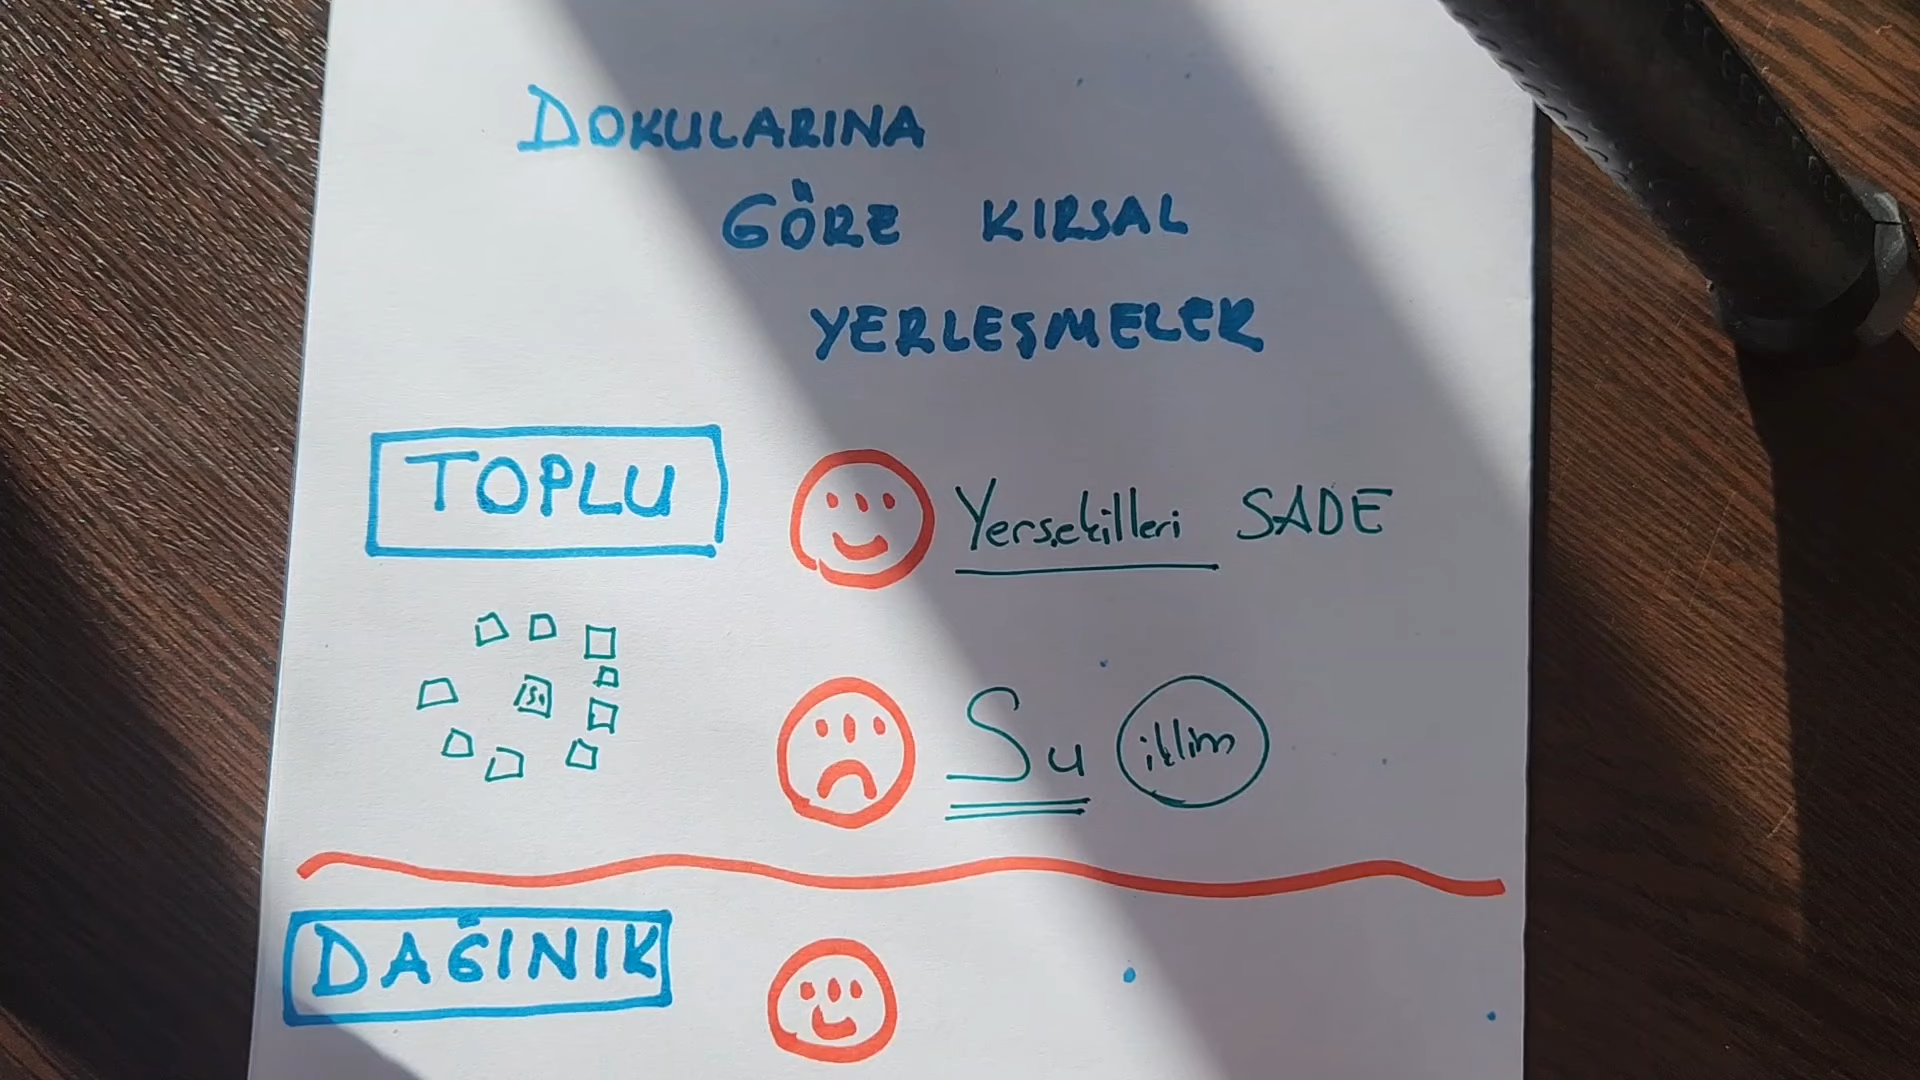 DOKULARINA
GÖRE KIRSAL
YERLEŞMELER
TOPLU
Yerşekilleri SADE
Su iklim
DAĞINIK